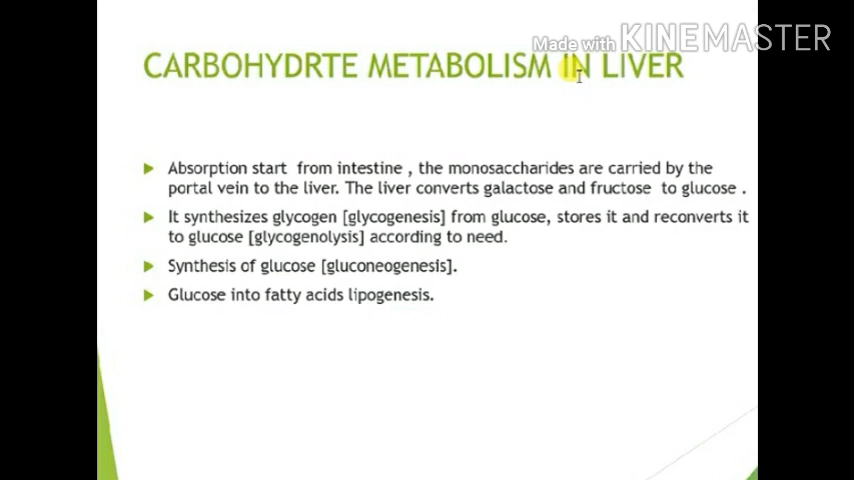 Made with KINEMASTER
CARBOHYDRTE METABOLISM IN LIVER
Absorption start from intestine , the monosaccharides are carried by the
portal vein to the liver. The liver converts galactose and fructose to glucose .
It synthesizes glycogen [glycogenesis] from glucose, stores it and reconverts it
to glucose [glycogenolysis] according to need.
Synthesis of glucose [gluconeogenesis].
Glucose into fatty acids lipogenesis.